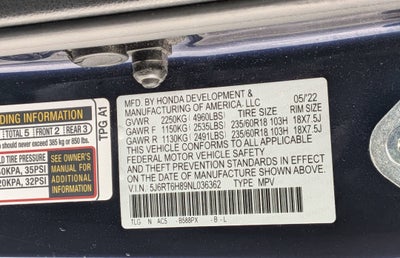 DING INFORMATION
TOTAL 5 | FRONT 2 | REAR 3
should never exceed 385 kg or 850 lbs.
TIRE PRESSURE
40KPA, 35PSI
20KPA, 32PSI
SEE OWNER'S
MANUAL FOR
ADDITIONAL
INFORMATION
TPG A1
MFD. BY HONDA DEVELOPMENT & 05/'22
MANUFACTURING OF AMERICA, LLC
GVWR 2250KG (4960LBS) TIRE SIZE RIM SIZE
GAWR F 1150KG (2535LBS) 235/60R18 103H 18X7.5J
GAWR R 1130KG (2491LBS) 235/60R18 103H 18X7.5J
THIS VEHICLE CONFORMS TO ALL APPLICABLE
FEDERAL MOTOR VEHICLE SAFETY
AND THEFT PREVENTION STANDARDS IN EFFECT
ON THE DATE OF MANUFACTURE SHOWN ABOVE.
V.I.N. 5J6RT6H89NL036362 TYPE MPV
TLG N AC5 -B588PX -B-L